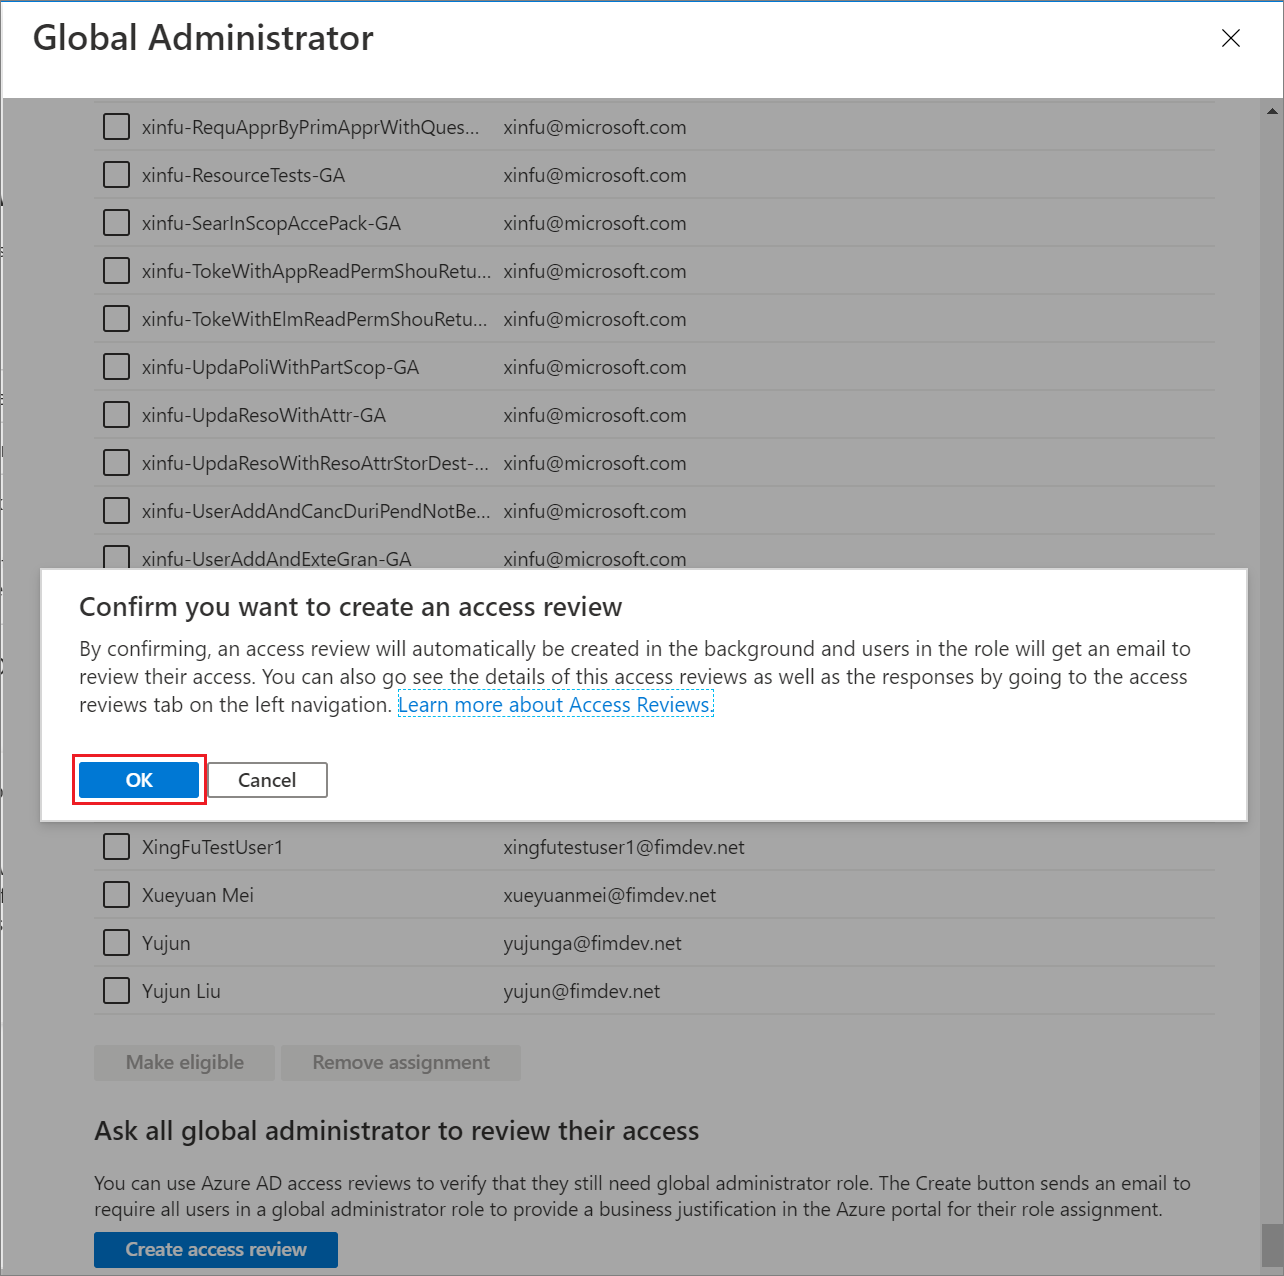 Global Administrator
xinfu-RequApprByPrimApprWithQues... xinfu@microsoft.com
xinfu-ResourceTests-GA xinfu@microsoft.com
xinfu-SearInScopAccePack-GA xinfu@microsoft.com
xinfu-TokeWithAppReadPermShouRetu... xinfu@microsoft.com
xinfu-TokeWithElmReadPermShouRetu... xinfu@microsoft.com
xinfu-UpdaPoliWithPartScop-GA xinfu@microsoft.com
xinfu-UpdaResoWithAttr-GA xinfu@microsoft.com
xinfu-UpdaResoWithResoAttrStorDest-... xinfu@microsoft.com
xinfu-UserAddAndCancDuriPendNotBe... xinfu@microsoft.com
xinfu-UserAddAndExteGran-GA xinfu@microsoft.com
Confirm you want to create an access review
By confirming, an access review will automatically be created in the background and users in the role will get an email to
review their access. You can also go see the details of this access reviews as well as the responses by going to the access
reviews tab on the left navigation. Learn more about Access Reviews.
OK Cancel
XingFuTestUser1 xingfutestuser1@fimdev.net
Xueyuan Mei xueyuanmei@fimdev.net
Yujun yujunga@fimdev.net
Yujun Liu yujun@fimdev.net
Make eligible Remove assignment
Ask all global administrator to review their access
You can use Azure AD access reviews to verify that they still need global administrator role. The Create button sends an email to
require all users in a global administrator role to provide a business justification in the Azure portal for their role assignment.
Create access review